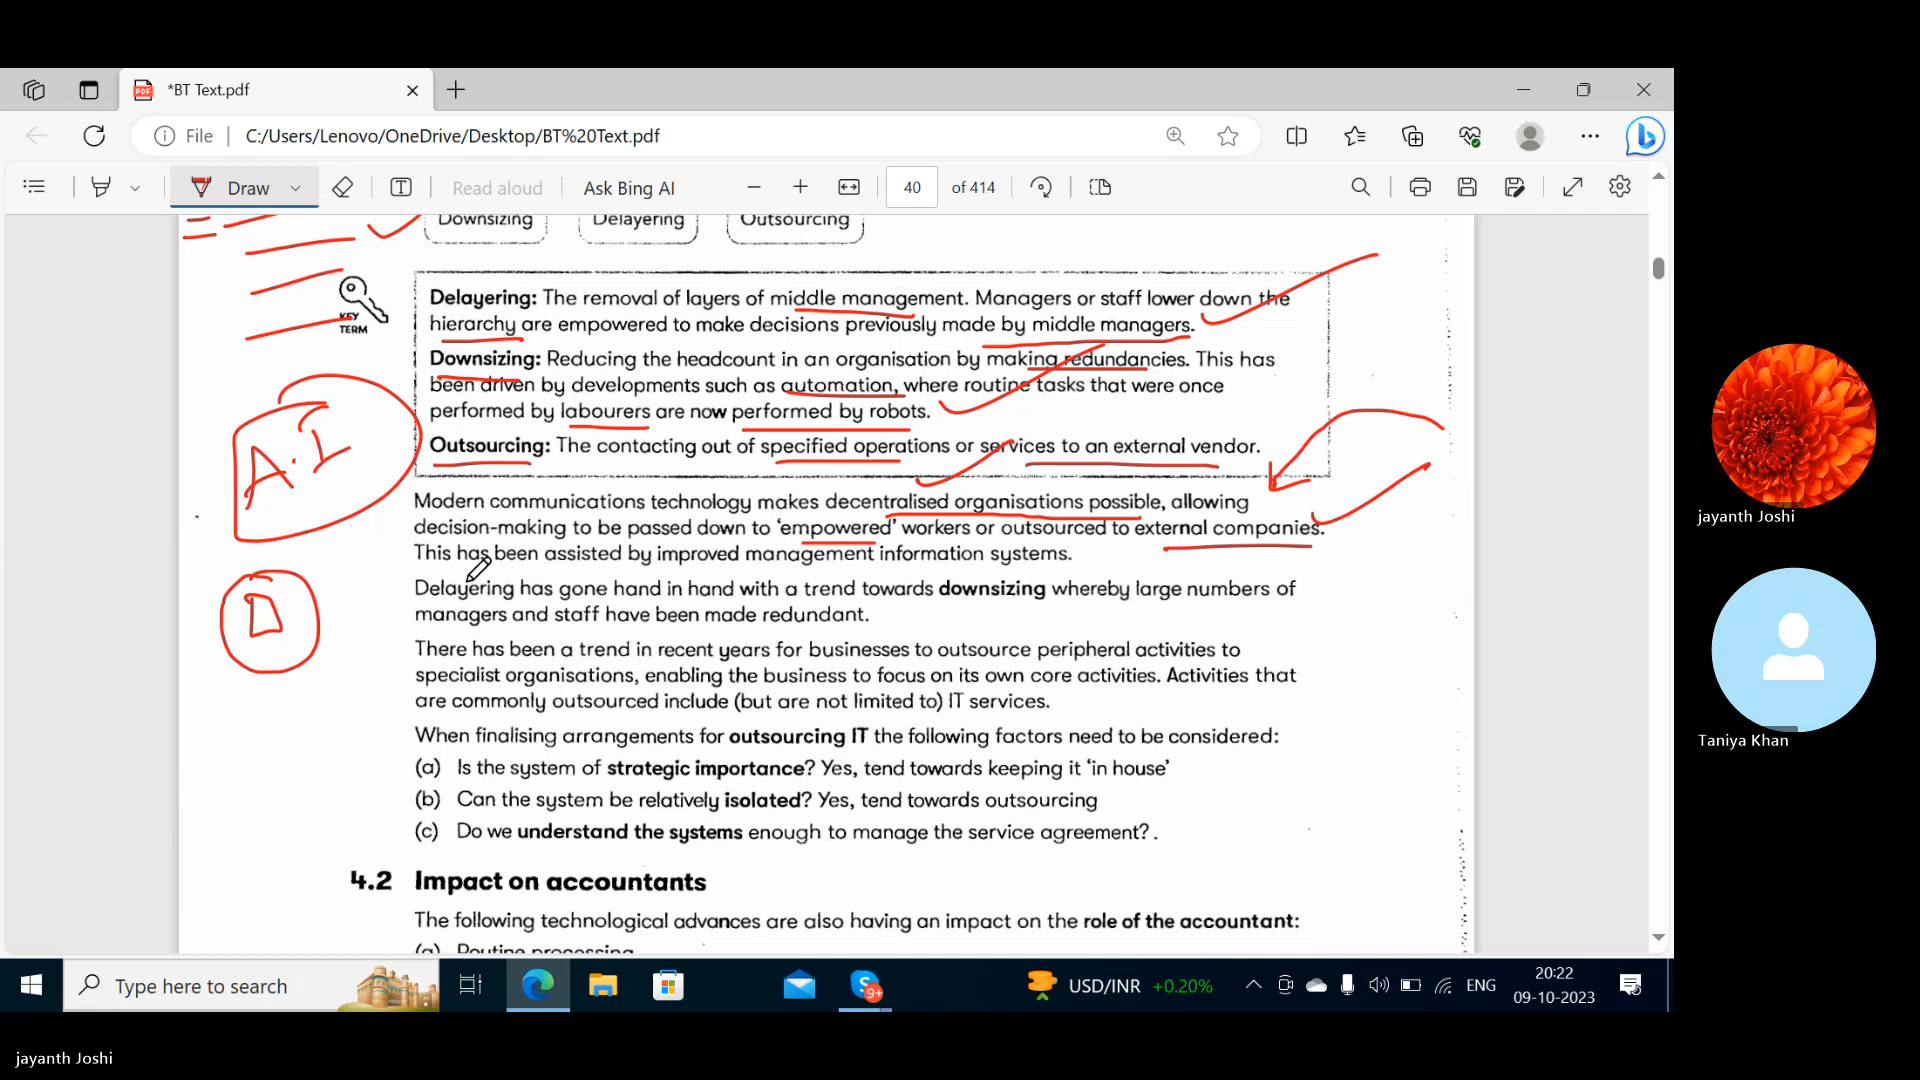 *BT Text.pdf
File
C:/Users/Lenovo/OneDrive/Desktop/BT%20Text.pdf
Draw
Read aloud
Ask Bing AI
40
of 414
Downsizing
Delayering
Outsourcing
KEY
TERM
Delayering: The removal of layers of middle management. Managers or staff lower down the
hierarchy are empowered to make decisions previously made by middle managers.
Downsizing: Reducing the headcount in an organisation by making redundancies. This has
been driven by developments such as automation, where routine tasks that were once
performed by labourers are now performed by robots.
Outsourcing: The contacting out of specified operations or services to an external vendor.
A.I
Modern communications technology makes decentralised organisations possible, allowing
decision-making to be passed down to ‘empowered’ workers or outsourced to external companies.
This has been assisted by improved management information systems.
D
Delayering has gone hand in hand with a trend towards downsizing whereby large numbers of
managers and staff have been made redundant.
There has been a trend in recent years for businesses to outsource peripheral activities to
specialist organisations, enabling the business to focus on its own core activities. Activities that
are commonly outsourced include (but are not limited to) IT services.
When finalising arrangements for outsourcing IT the following factors need to be considered:
(a) Is the system of strategic importance? Yes, tend towards keeping it ‘in house’
(b) Can the system be relatively isolated? Yes, tend towards outsourcing
(c) Do we understand the systems enough to manage the service agreement?.
4.2 Impact on accountants
The following technological advances are also having an impact on the role of the accountant:
(a) Routine processing
jayanth Joshi
Taniya Khan
Type here to search
9+
USD/INR +0.20%
ENG
20:22
09-10-2023
jayanth Joshi